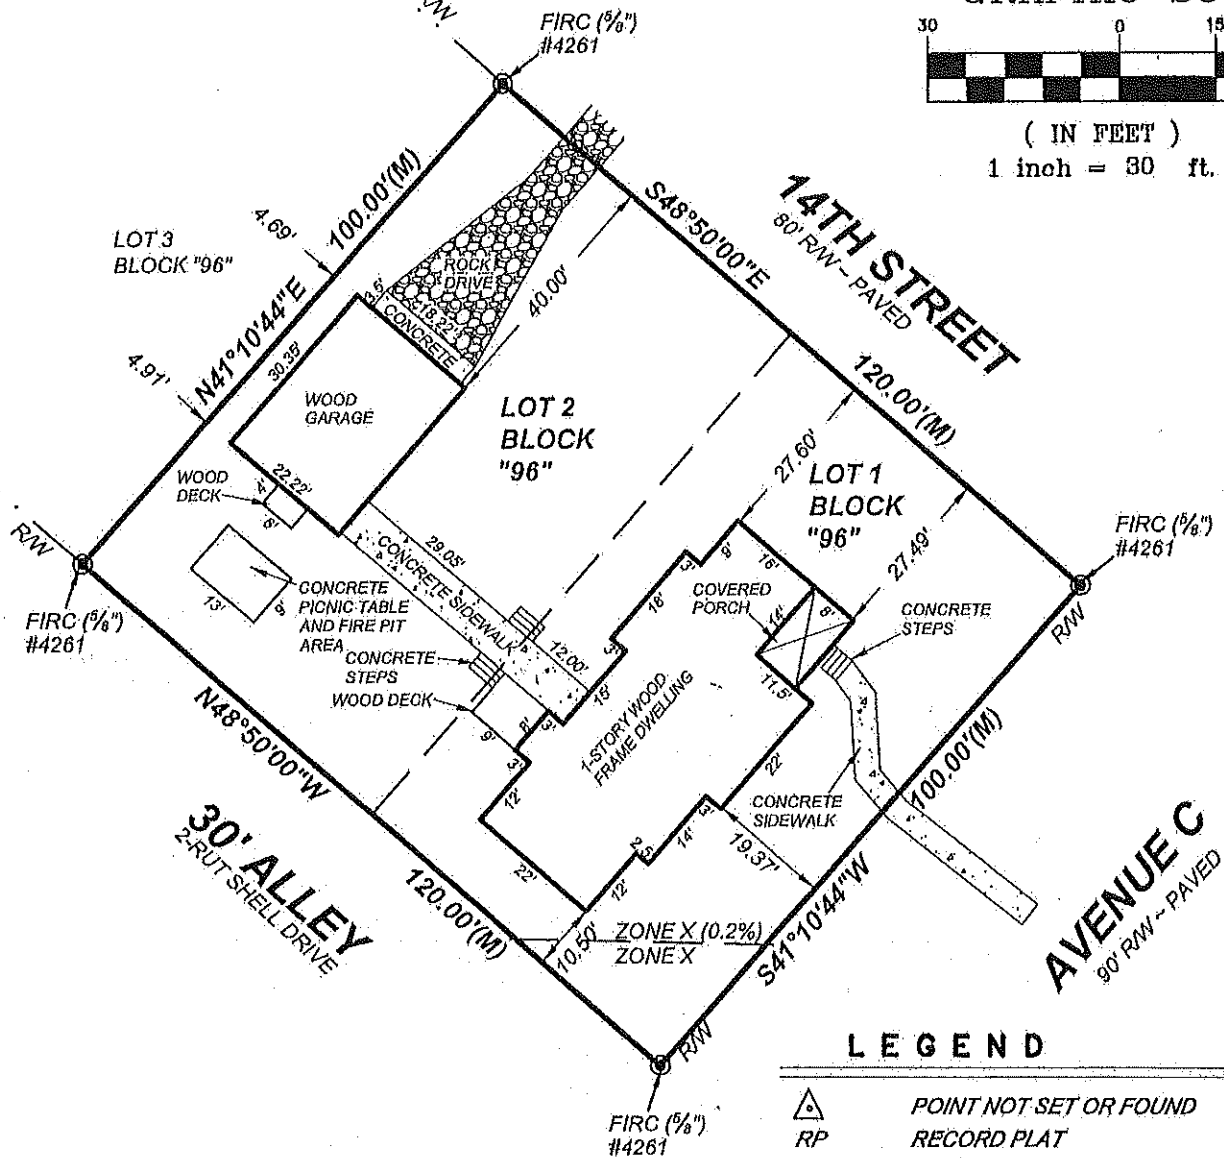 R/W
FIRC (5/8")
#4261
30 0 15
( IN FEET )
1 inch = 30 ft.
14TH STREET
80' R/W ~ PAVED
S48°50'00"E
120.00'(M)
LOT 3
BLOCK "96"
4.69'
100.00'(M)
N41°10'44"E
4.91'
ROCK
DRIVE
3.5'
18.22'
CONCRETE
40.00'
30.35'
WOOD
GARAGE
22.22'
LOT 2
BLOCK
"96"
27.60'
LOT 1
BLOCK
"96"
27.49'
FIRC (5/8")
#4261
R/W
WOOD
DECK
4'
6'
R/W
FIRC (5/8")
#4261
CONCRETE
PICNIC TABLE
AND FIRE PIT
AREA
13'
9'
29.05'
CONCRETE SIDEWALK
12.00'
CONCRETE
STEPS
WOOD DECK
9'
8'
3'
3'
12'
22'
15'
3'
18'
3'
9'
16'
COVERED
PORCH
14'
8'
11.5'
CONCRETE
STEPS
1-STORY WOOD
FRAME DWELLING
22'
3'
14'
2.5'
12'
CONCRETE
SIDEWALK
19.37'
100.00'(M)
S41°10'44"W
AVENUE C
90' R/W ~ PAVED
N48°50'00"W
120.00'(M)
30' ALLEY
2-RUT SHELL DRIVE
10.50'
ZONE X (0.2%)
ZONE X
R/W
FIRC (5/8")
#4261
LEGEND
POINT NOT SET OR FOUND
RP RECORD PLAT